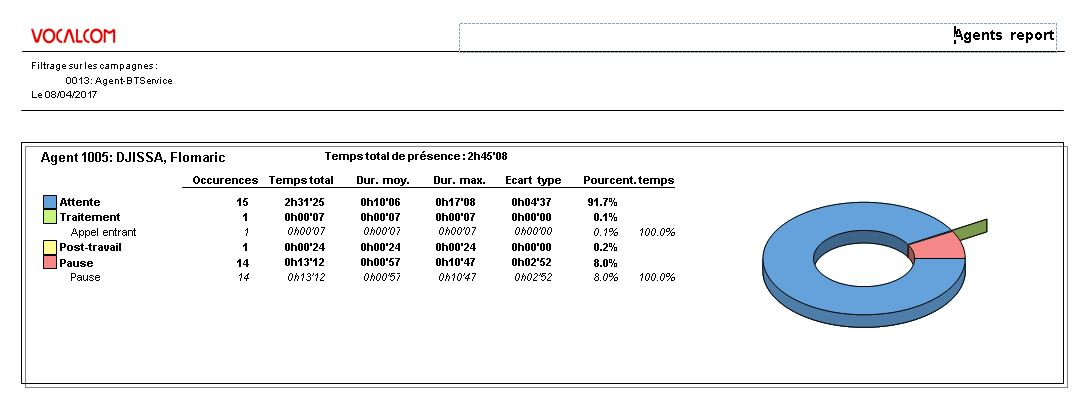 VOCALCOM
Agents report
Filtrage sur les campagnes :
0013: Agent-BTService
Le 08/04/2017
Agent 1005: DJISSA, Flomaric Temps total de présence : 2h45'08
Occurences Temps total Dur. moy. Dur. max. Ecart type Pourcent. temps
Attente 15 2h31'25 0h10'06 0h17'08 0h04'37 91.7%
Traitement 1 0h00'07 0h00'07 0h00'07 0h00'00 0.1%
Appel entrant 1 0h00'07 0h00'07 0h00'07 0h00'00 0.1% 100.0%
Post-travail 1 0h00'24 0h00'24 0h00'24 0h00'00 0.2%
Pause 14 0h13'12 0h00'57 0h10'47 0h02'52 8.0%
Pause 14 0h13'12 0h00'57 0h10'47 0h02'52 8.0% 100.0%